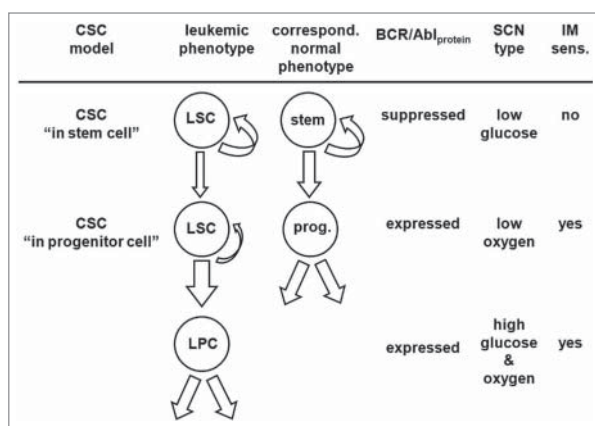 CSC model leukemic phenotype correspond. normal phenotype BCR/Abl protein SCN type IM sens.
CSC "in stem cell" LSC stem suppressed low glucose no
CSC "in progenitor cell" LSC prog. expressed low oxygen yes
LPC expressed high glucose & oxygen yes